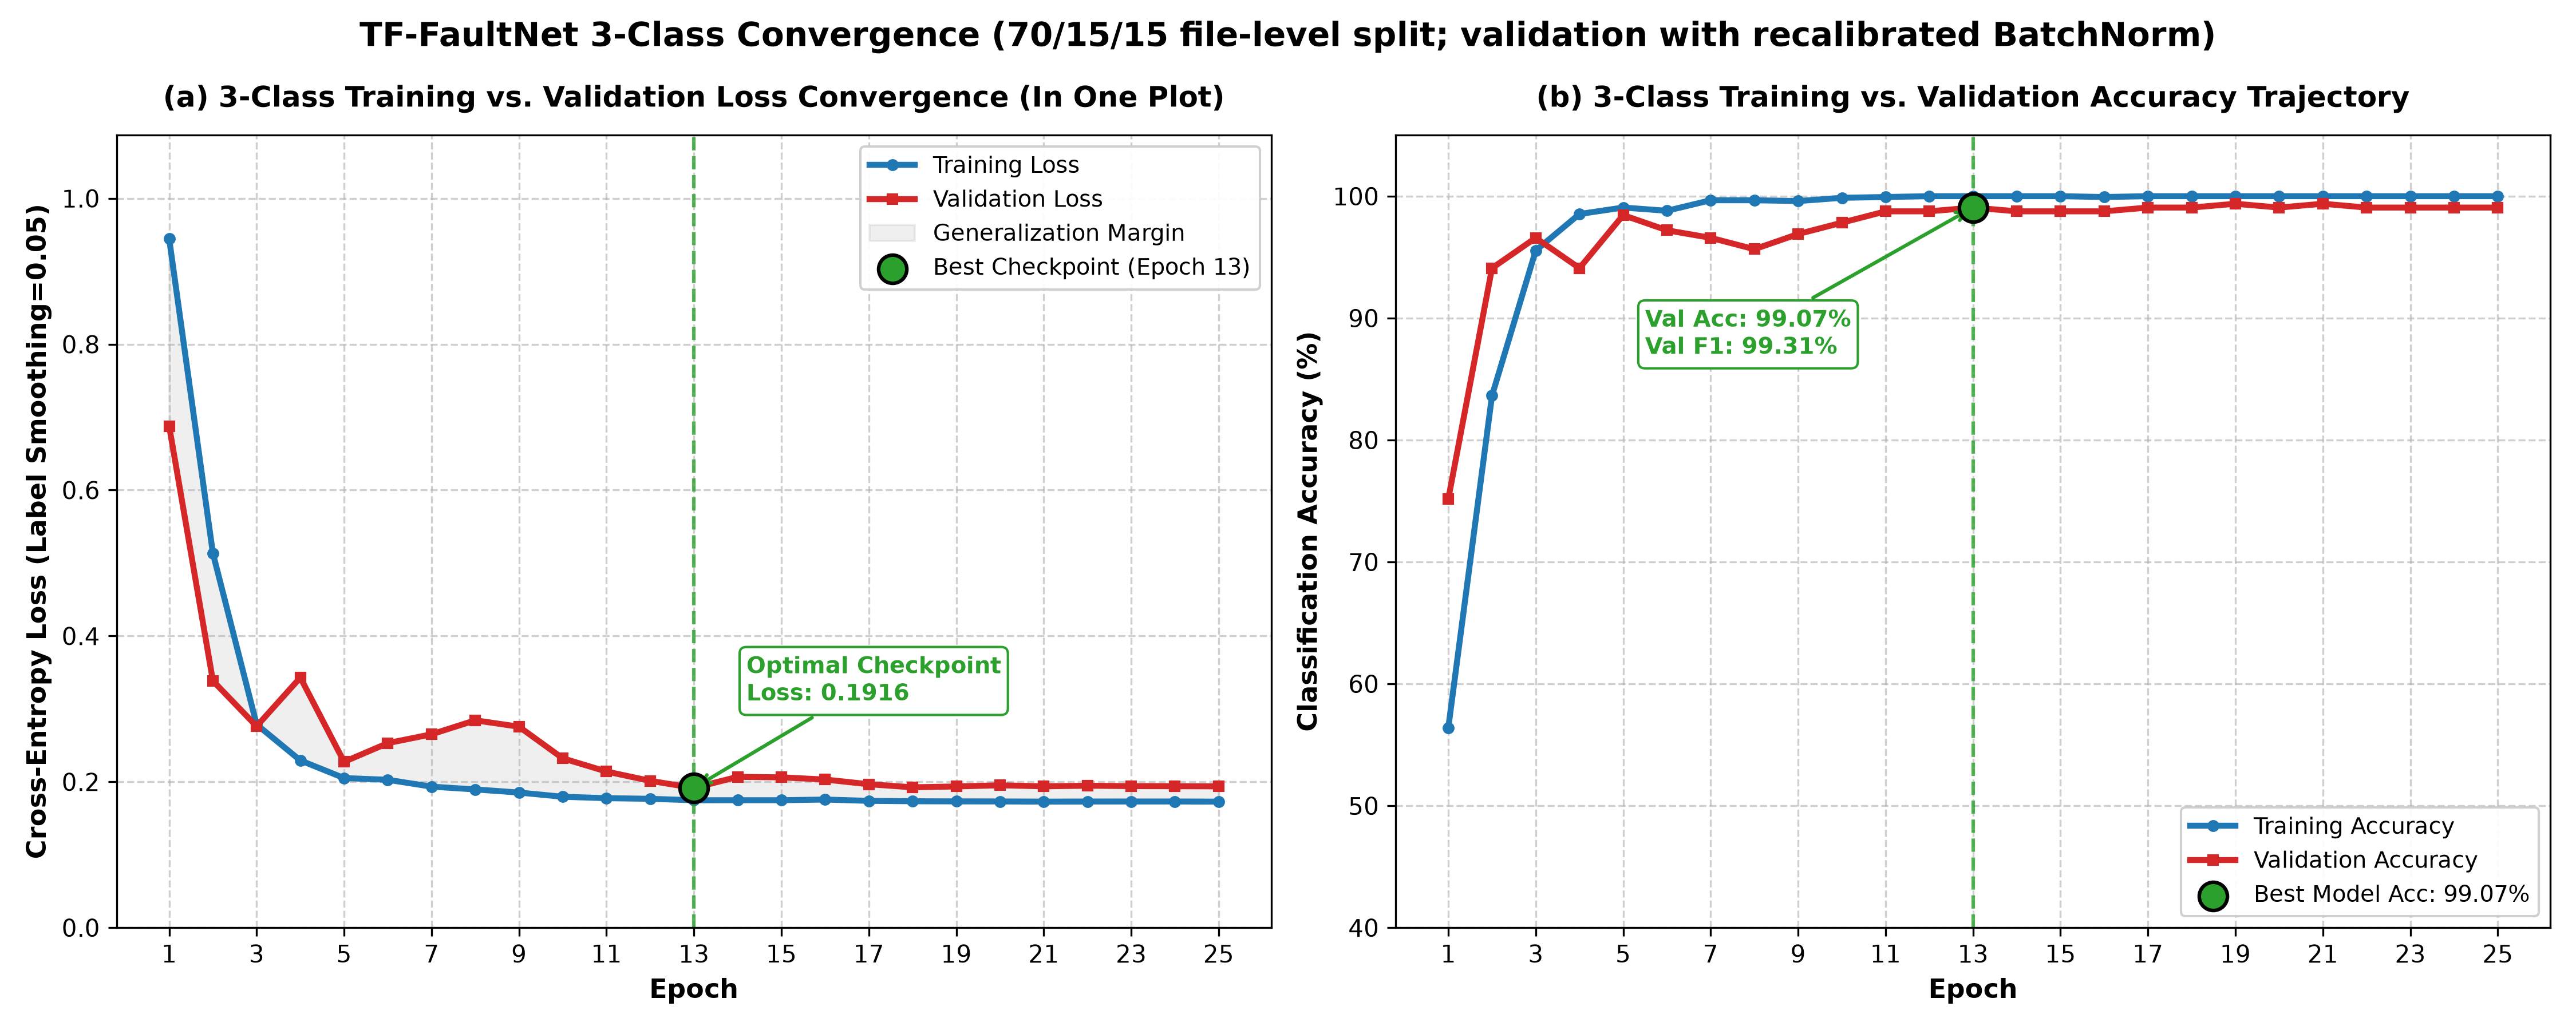 TF-FaultNet 3-Class Convergence (70/15/15 file-level split; validation with recalibrated BatchNorm)
(a) 3-Class Training vs. Validation Loss Convergence (In One Plot)
Cross-Entropy Loss (Label Smoothing=0.05)
1.0
0.8
0.6
0.4
0.2
0.0
Training Loss
Validation Loss
Generalization Margin
Best Checkpoint (Epoch 13)
Optimal Checkpoint
Loss: 0.1916
1 3 5 7 9 11 13 15 17 19 21 23 25
Epoch
(b) 3-Class Training vs. Validation Accuracy Trajectory
Classification Accuracy (%)
100
90
80
70
60
50
40
Val Acc: 99.07%
Val F1: 99.31%
Training Accuracy
Validation Accuracy
Best Model Acc: 99.07%
1 3 5 7 9 11 13 15 17 19 21 23 25
Epoch